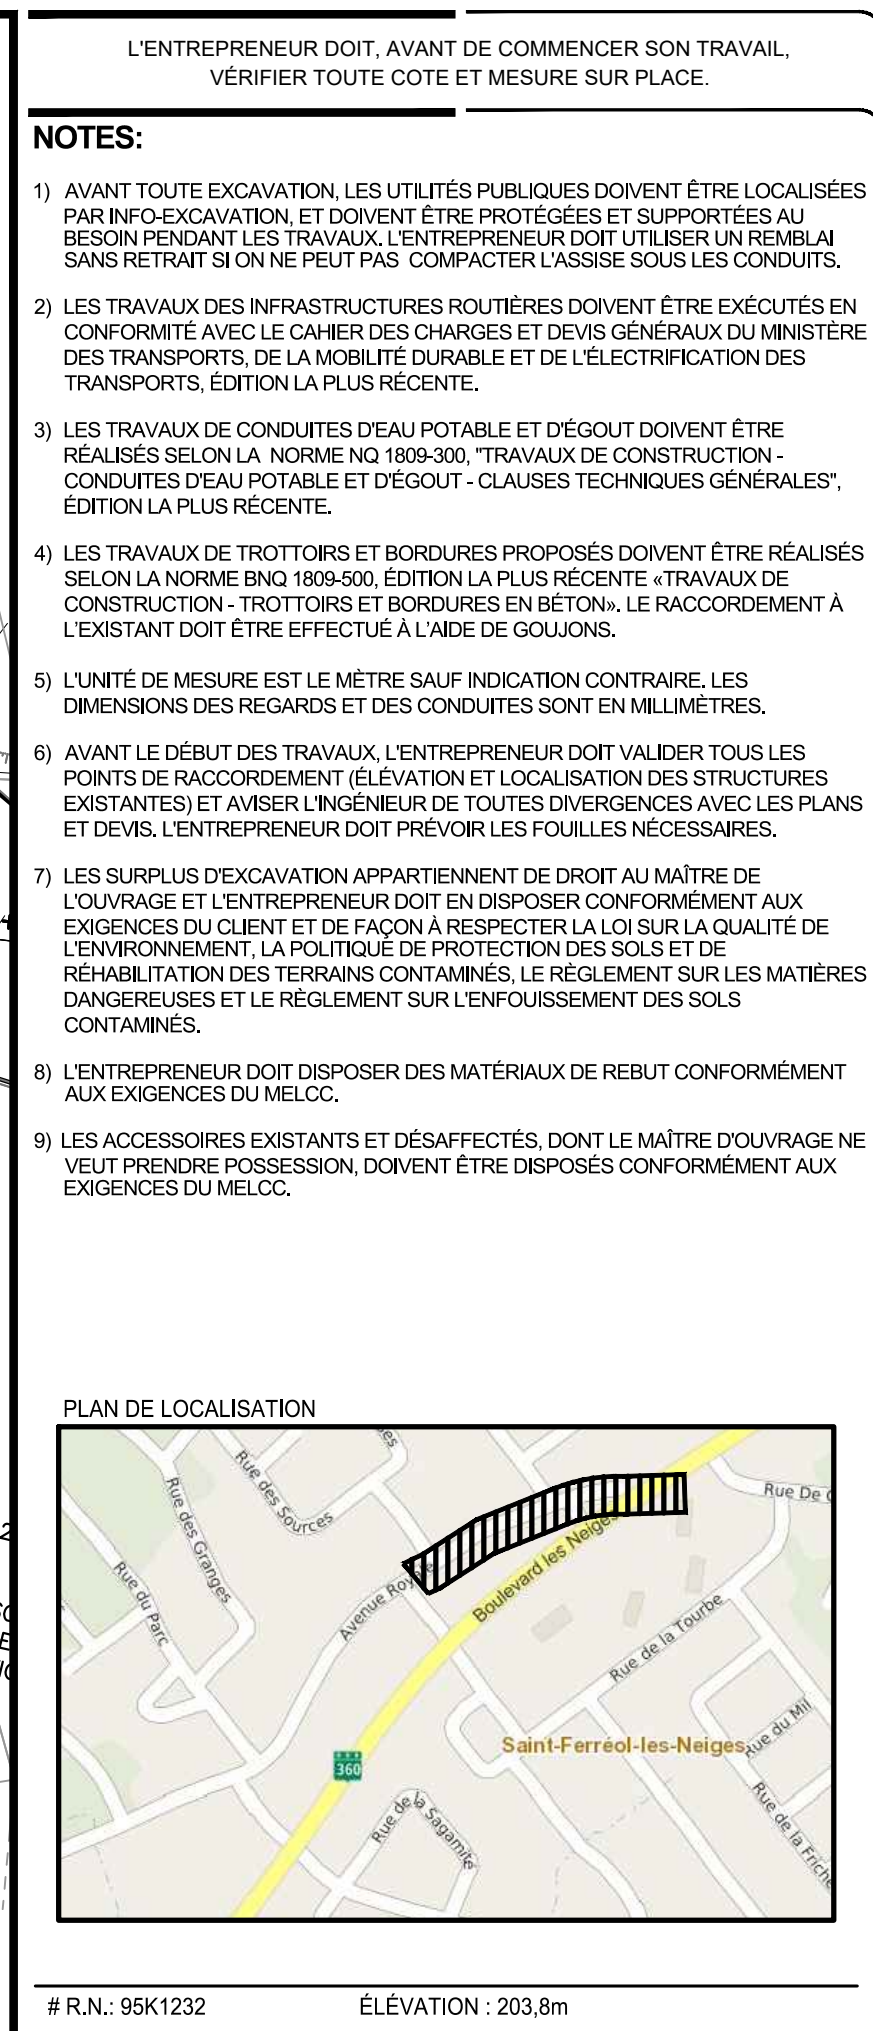 L'ENTREPRENEUR DOIT, AVANT DE COMMENCER SON TRAVAIL,
VÉRIFIER TOUTE COTE ET MESURE SUR PLACE.
NOTES:
1) AVANT TOUTE EXCAVATION, LES UTILITÉS PUBLIQUES DOIVENT ÊTRE LOCALISÉES
PAR INFO-EXCAVATION, ET DOIVENT ÊTRE PROTÉGÉES ET SUPPORTÉES AU
BESOIN PENDANT LES TRAVAUX. L'ENTREPRENEUR DOIT UTILISER UN REMBLAI
SANS RETRAIT SI ON NE PEUT PAS COMPACTER L'ASSISE SOUS LES CONDUITS.
2) LES TRAVAUX DES INFRASTRUCTURES ROUTIÈRES DOIVENT ÊTRE EXÉCUTÉS EN
CONFORMITÉ AVEC LE CAHIER DES CHARGES ET DEVIS GÉNÉRAUX DU MINISTÈRE
DES TRANSPORTS, DE LA MOBILITÉ DURABLE ET DE L'ÉLECTRIFICATION DES
TRANSPORTS, ÉDITION LA PLUS RÉCENTE.
3) LES TRAVAUX DE CONDUITES D'EAU POTABLE ET D'ÉGOUT DOIVENT ÊTRE
RÉALISÉS SELON LA NORME NQ 1809-300, "TRAVAUX DE CONSTRUCTION -
CONDUITES D'EAU POTABLE ET D'ÉGOUT - CLAUSES TECHNIQUES GÉNÉRALES",
ÉDITION LA PLUS RÉCENTE.
4) LES TRAVAUX DE TROTTOIRS ET BORDURES PROPOSÉS DOIVENT ÊTRE RÉALISÉS
SELON LA NORME BNQ 1809-500, ÉDITION LA PLUS RÉCENTE «TRAVAUX DE
CONSTRUCTION - TROTTOIRS ET BORDURES EN BÉTON». LE RACCORDEMENT À
L'EXISTANT DOIT ÊTRE EFFECTUÉ À L'AIDE DE GOUJONS.
5) L'UNITÉ DE MESURE EST LE MÈTRE SAUF INDICATION CONTRAIRE. LES
DIMENSIONS DES REGARDS ET DES CONDUITES SONT EN MILLIMÈTRES.
6) AVANT LE DÉBUT DES TRAVAUX, L'ENTREPRENEUR DOIT VALIDER TOUS LES
POINTS DE RACCORDEMENT (ÉLÉVATION ET LOCALISATION DES STRUCTURES
EXISTANTES) ET AVISER L'INGÉNIEUR DE TOUTES DIVERGENCES AVEC LES PLANS
ET DEVIS. L'ENTREPRENEUR DOIT PRÉVOIR LES FOUILLES NÉCESSAIRES.
7) LES SURPLUS D'EXCAVATION APPARTIENNENT DE DROIT AU MAÎTRE DE
L'OUVRAGE ET L'ENTREPRENEUR DOIT EN DISPOSER CONFORMÉMENT AUX
EXIGENCES DU CLIENT ET DE FAÇON À RESPECTER LA LOI SUR LA QUALITÉ DE
L'ENVIRONNEMENT, LA POLITIQUE DE PROTECTION DES SOLS ET DE
RÉHABILITATION DES TERRAINS CONTAMINÉS, LE RÈGLEMENT SUR LES MATIÈRES
DANGEREUSES ET LE RÈGLEMENT SUR L'ENFOUISSEMENT DES SOLS
CONTAMINÉS.
8) L'ENTREPRENEUR DOIT DISPOSER DES MATÉRIAUX DE REBUT CONFORMÉMENT
AUX EXIGENCES DU MELCC.
9) LES ACCESSOIRES EXISTANTS ET DÉSAFFECTÉS, DONT LE MAÎTRE D'OUVRAGE NE
VEUT PRENDRE POSSESSION, DOIVENT ÊTRE DISPOSÉS CONFORMÉMENT AUX
EXIGENCES DU MELCC.
PLAN DE LOCALISATION
Rue des Sources
Rue des Granges
Rue De
Rue du Parc
Avenue Royale
Boulevard les Neiges
Rue de la Tourbe
Saint-Ferréol-les-Neiges
Rue du Mil
360
Rue de la Sagamité
Rue de la Friche
# R.N.: 95K1232 ÉLÉVATION : 203,8m